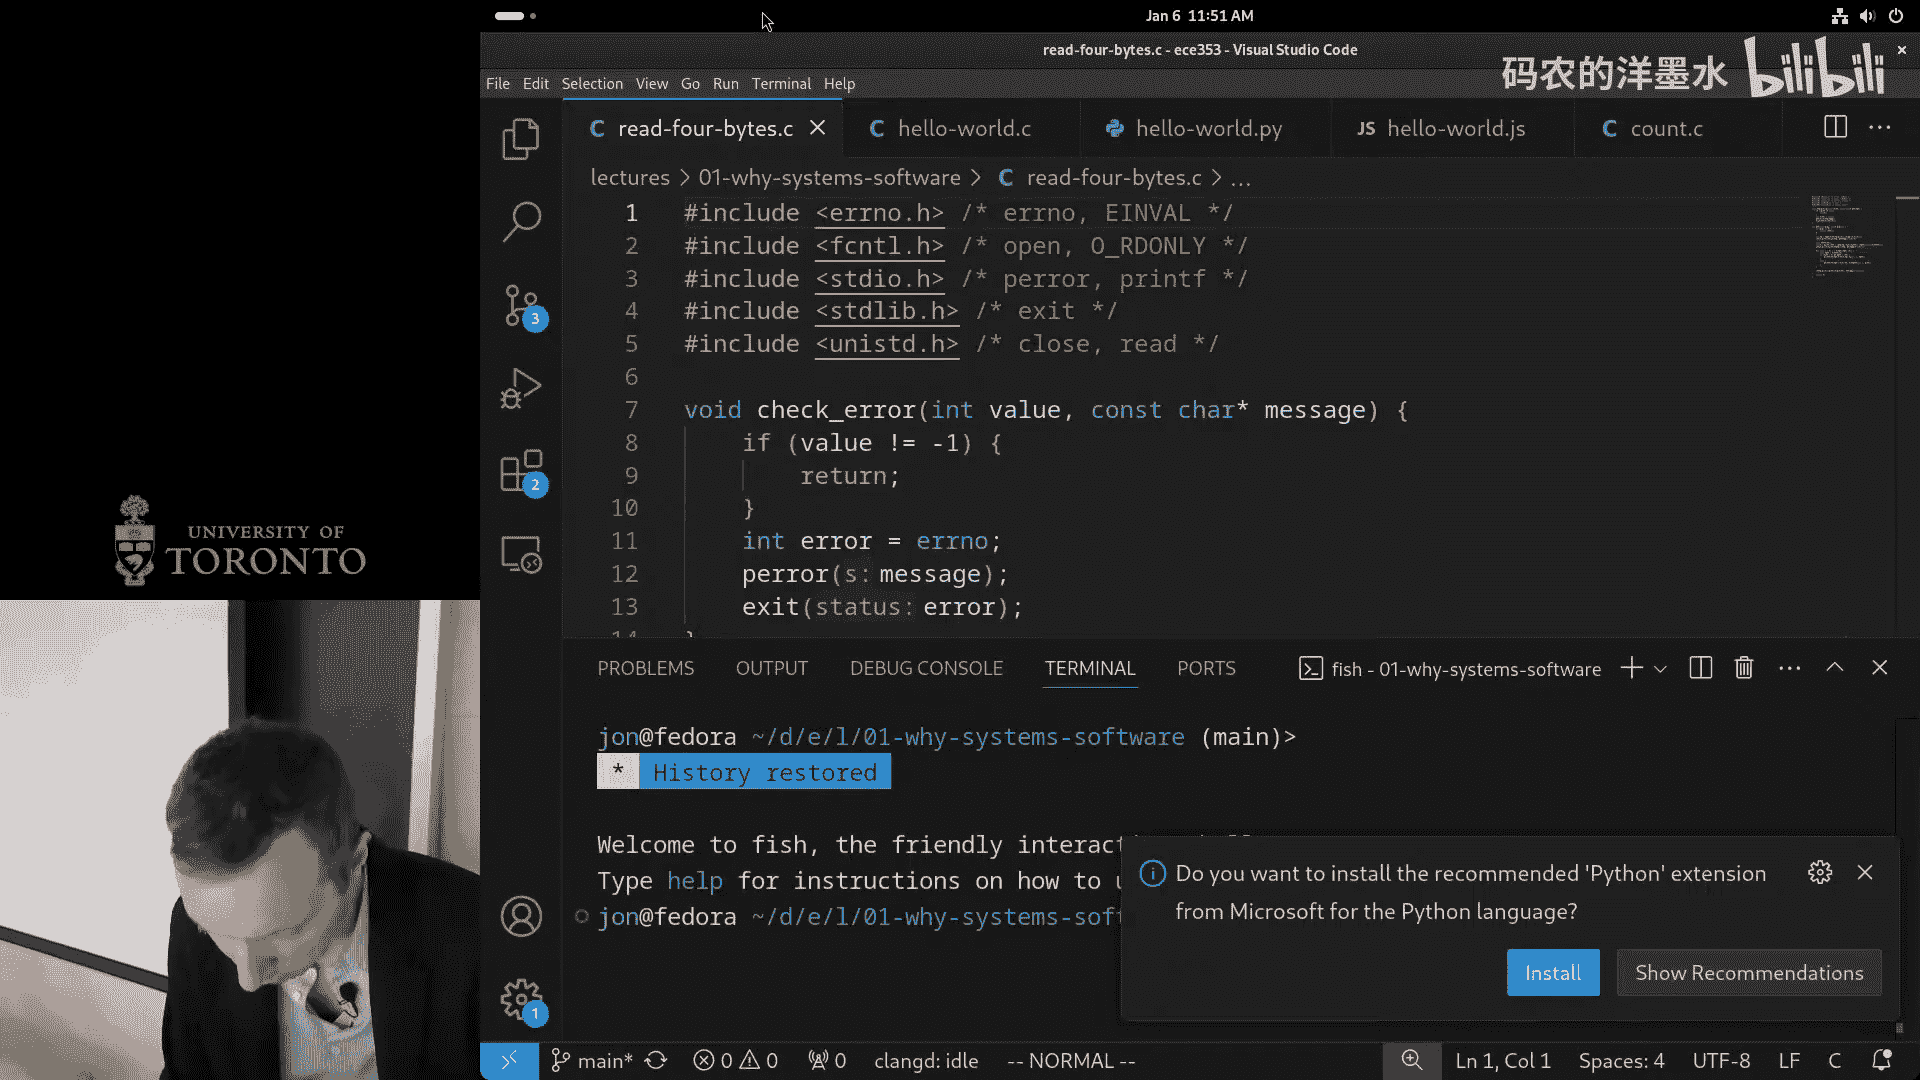 Jan 6 11:51 AM
read-four-bytes.c - ece353 - Visual Studio Code
码农的洋墨水 bilibili
File Edit Selection View Go Run Terminal Help
C read-four-bytes.c
C hello-world.c
hello-world.py
JS hello-world.js
C count.c
lectures > 01-why-systems-software > C read-four-bytes.c > ...
1 #include <errno.h> /* errno, EINVAL */
2 #include <fcntl.h> /* open, O_RDONLY */
3 #include <stdio.h> /* perror, printf */
4 #include <stdlib.h> /* exit */
5 #include <unistd.h> /* close, read */
6
7 void check_error(int value, const char* message) {
8 if (value != -1) {
9 return;
10 }
11 int error = errno;
12 perror(s: message);
13 exit(status: error);
3
2
1
UNIVERSITY OF
TORONTO
PROBLEMS OUTPUT DEBUG CONSOLE TERMINAL PORTS
fish - 01-why-systems-software
jon@fedora ~/d/e/l/01-why-systems-software (main)>
* History restored
Welcome to fish, the friendly interact
Type help for instructions on how to
jon@fedora ~/d/e/l/01-why-systems-soft
Do you want to install the recommended 'Python' extension
from Microsoft for the Python language?
Install
Show Recommendations
main* 0 0 0 clangd: idle -- NORMAL -- Ln 1, Col 1 Spaces: 4 UTF-8 LF C